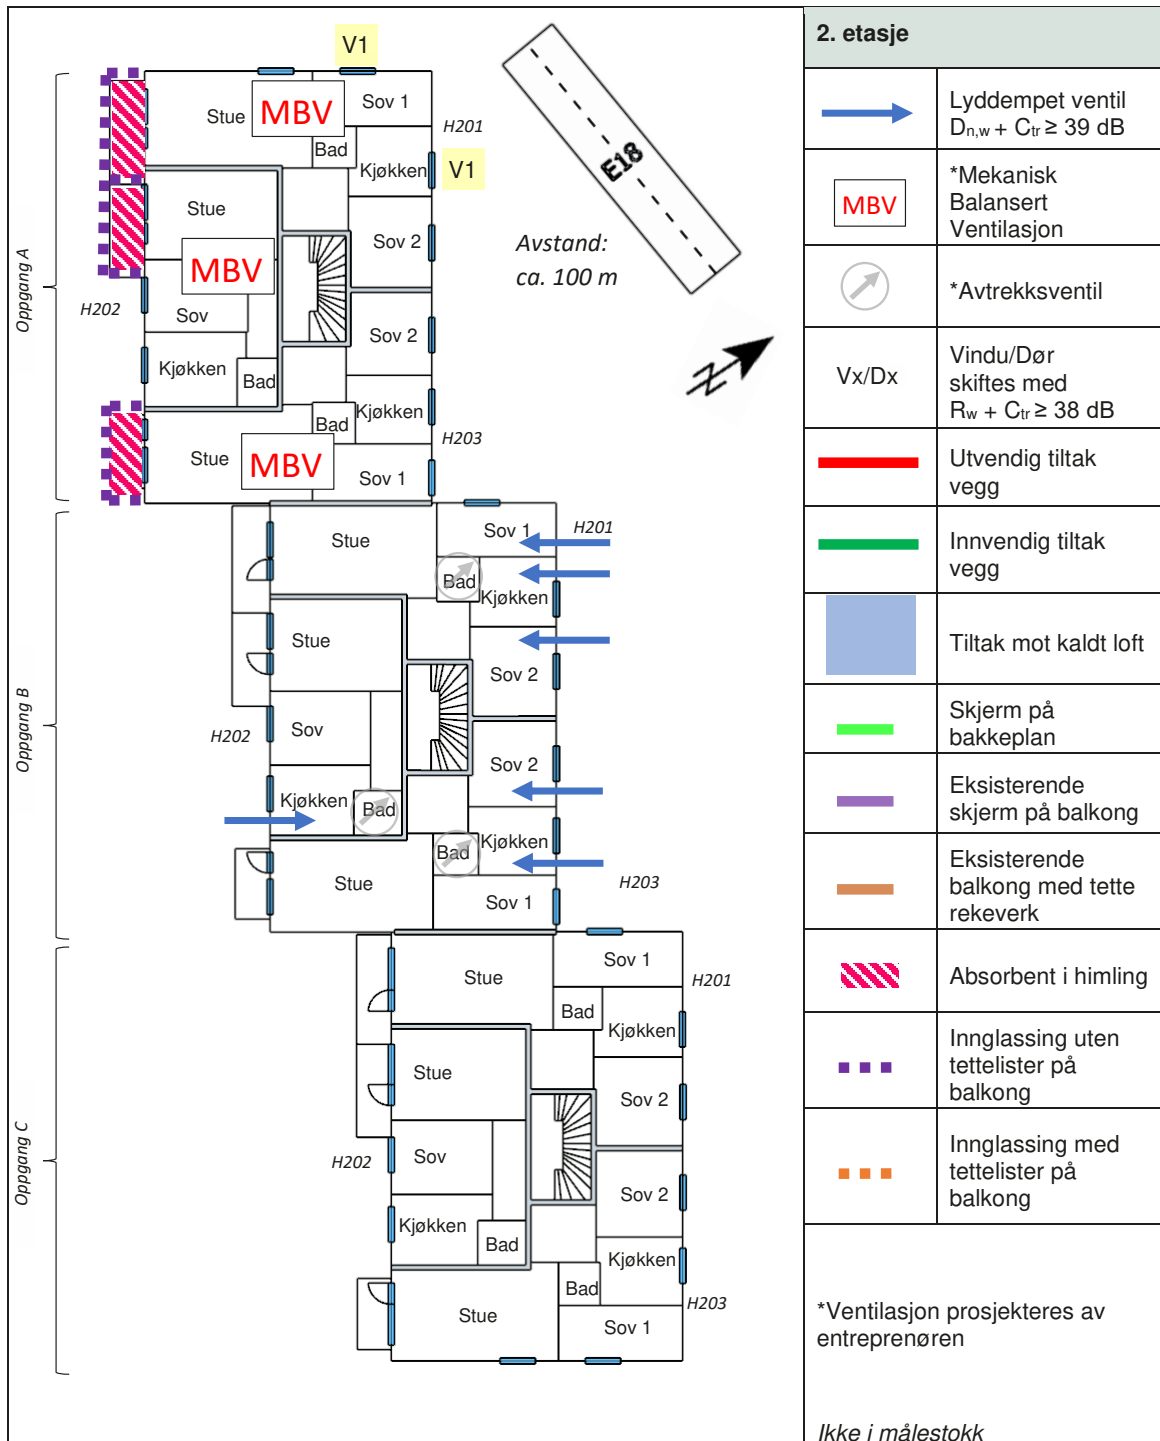 V1
Stue
MBV
Sov 1
H201
Bad
Kjøkken
V1
Stue
Sov 2
MBV
H202
Sov
Sov 2
Kjøkken
Bad
Kjøkken
Bad
H203
Stue
MBV
Sov 1
Oppgang A
E18
Avstand:
ca. 100 m
N
Stue
Sov 1
H201
Bad
Kjøkken
Stue
Sov 2
H202
Sov
Sov 2
Kjøkken
Bad
Kjøkken
Bad
Stue
Sov 1
H203
Oppgang B
Stue
Sov 1
H201
Bad
Kjøkken
Stue
Sov 2
H202
Sov
Sov 2
Kjøkken
Bad
Kjøkken
Bad
H203
Stue
Sov 1
Oppgang C
2. etasje
Lyddempet ventil
Dn,w + Ctr ≥ 39 dB
MBV
*Mekanisk
Balansert
Ventilasjon
*Avtrekksventil
Vx/Dx
Vindu/Dør
skiftes med
Rw + Ctr ≥ 38 dB
Utvendig tiltak
vegg
Innvendig tiltak
vegg
Tiltak mot kaldt loft
Skjerm på
bakkeplan
Eksisterende
skjerm på balkong
Eksisterende
balkong med tette
rekeverk
Absorbent i himling
Innglassing uten
tettelister på
balkong
Innglassing med
tettelister på
balkong
*Ventilasjon prosjekteres av
entreprenøren
Ikke i målestokk